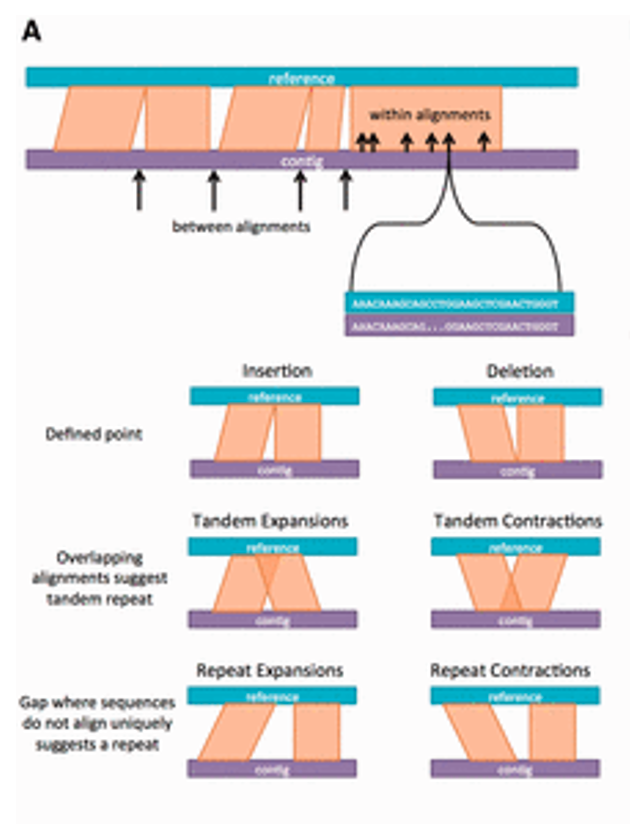 A
reference
within alignments
contig
between alignments
AAACAAAGCAGCCTGGAAGCTCGAACTGGGT
AAACAAAGCAG...GGAAGCTCGAACTGGGT
Insertion
Deletion
reference
reference
Defined point
contig
contig
Tandem Expansions
Tandem Contractions
reference
reference
Overlapping
alignments suggest
tandem repeat
contig
contig
Repeat Expansions
Repeat Contractions
reference
reference
Gap where sequences
do not align uniquely
suggests a repeat
contig
contig